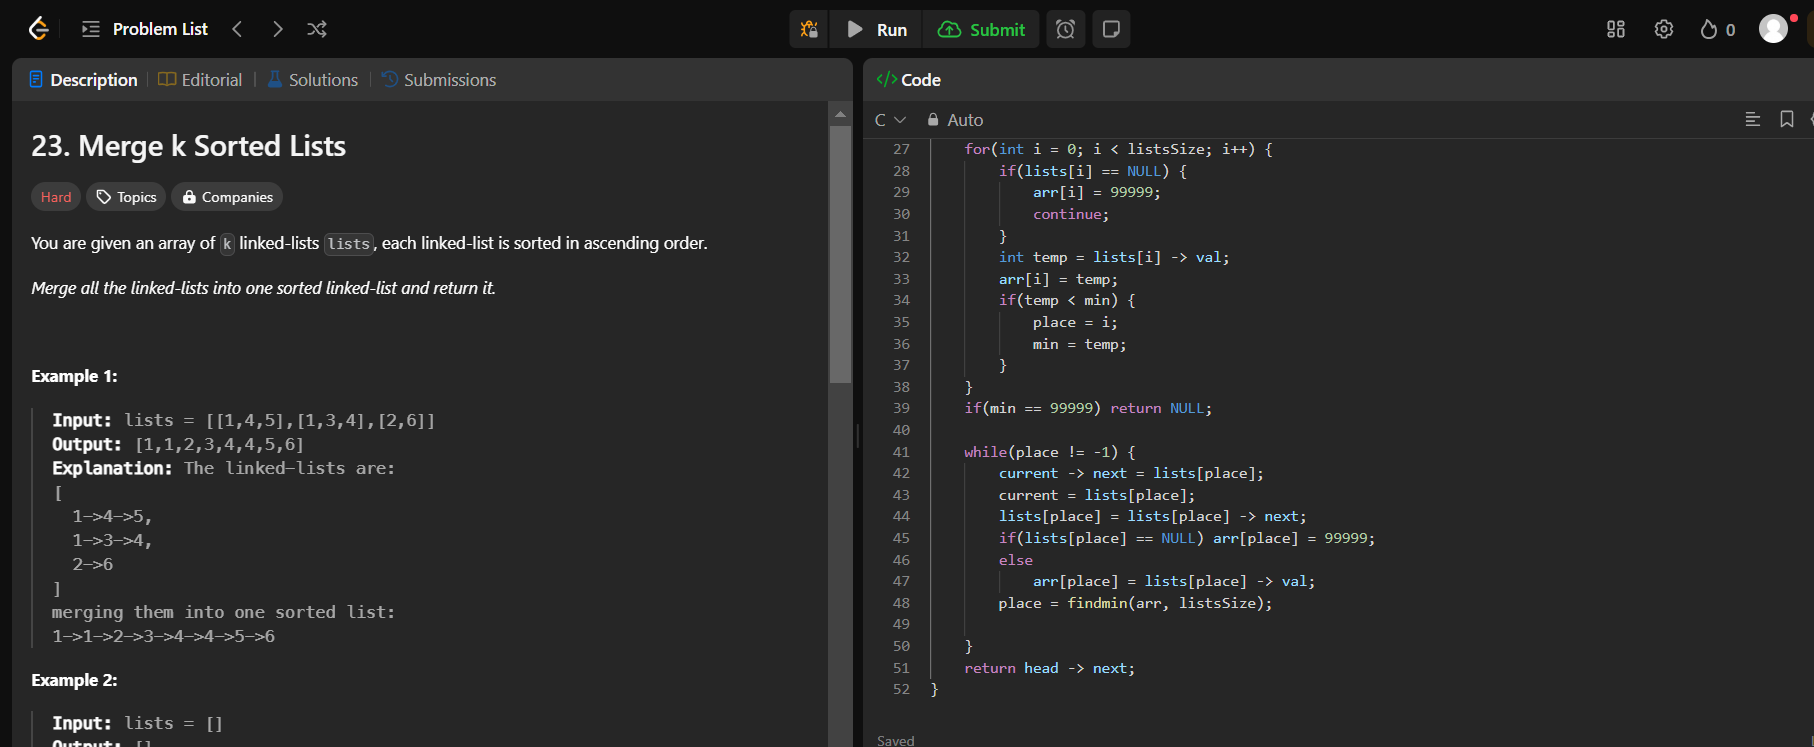 Problem List
Run
Submit
0
Description | Editorial | Solutions | Submissions
23. Merge k Sorted Lists
Hard Topics Companies
You are given an array of k linked-lists lists, each linked-list is sorted in ascending order.
Merge all the linked-lists into one sorted linked-list and return it.
Example 1:
Input: lists = [[1,4,5],[1,3,4],[2,6]]
Output: [1,1,2,3,4,4,5,6]
Explanation: The linked-lists are:
[
1->4->5,
1->3->4,
2->6
]
merging them into one sorted list:
1->1->2->3->4->4->5->6
Example 2:
Input: lists = []
Output: []
</> Code
C Auto
27 for(int i = 0; i < listsSize; i++) {
28 if(lists[i] == NULL) {
29 arr[i] = 99999;
30 continue;
31 }
32 int temp = lists[i] -> val;
33 arr[i] = temp;
34 if(temp < min) {
35 place = i;
36 min = temp;
37 }
38 }
39 if(min == 99999) return NULL;
40
41 while(place != -1) {
42 current -> next = lists[place];
43 current = lists[place];
44 lists[place] = lists[place] -> next;
45 if(lists[place] == NULL) arr[place] = 99999;
46 else
47 arr[place] = lists[place] -> val;
48 place = findmin(arr, listsSize);
49
50 }
51 return head -> next;
52 }
Saved